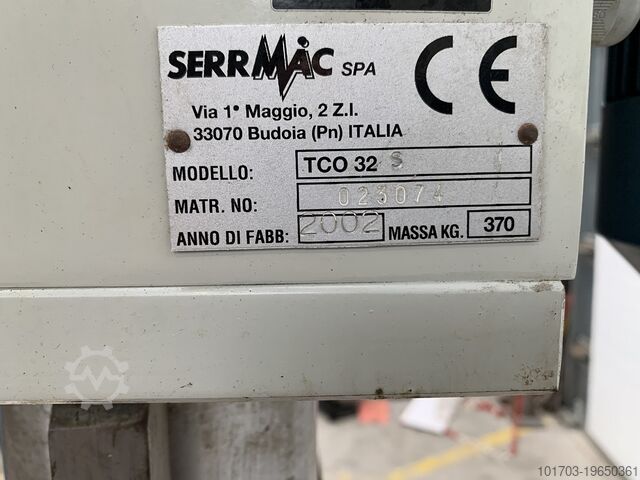 SERRMAC SPA
CE
Via 1° Maggio, 2 Z.I.
33070 Budoia (Pn) ITALIA
MODELLO: TCO 32 S
MATR. NO: 023074
ANNO DI FABB: 2002 MASSA KG. 370
101703-19650361